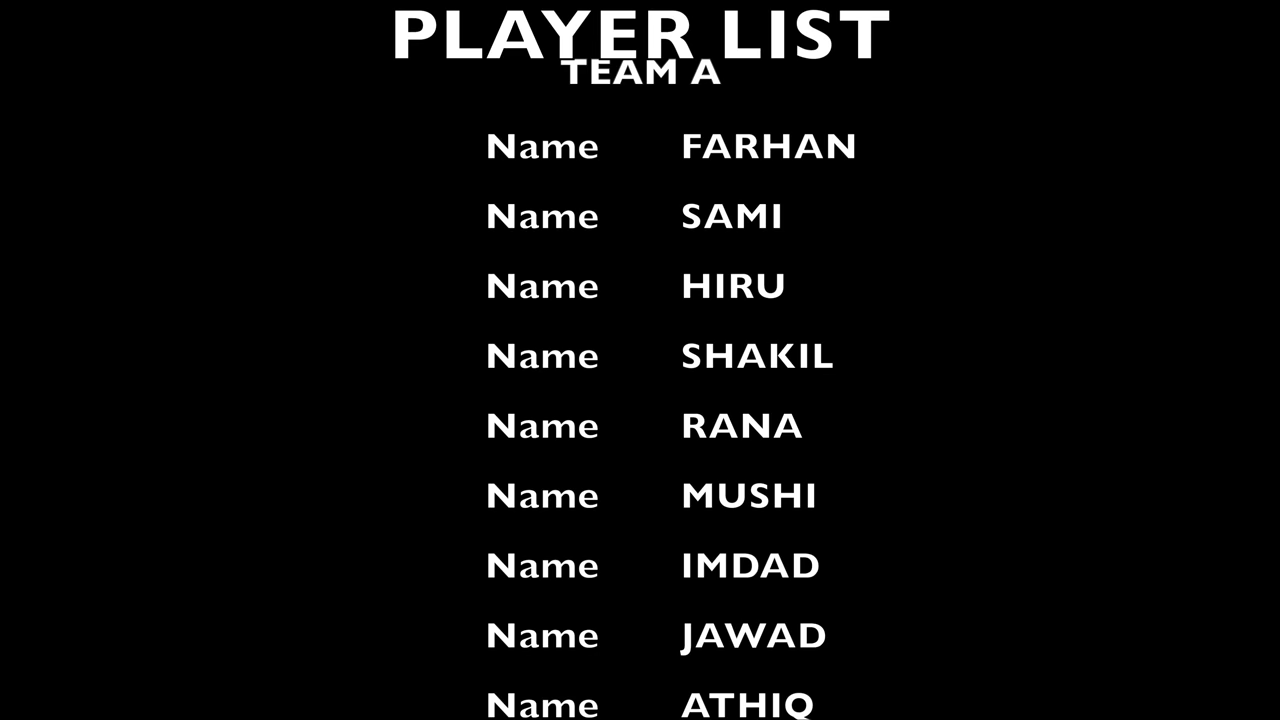 PLAYER LIST
TEAM A
Name FARHAN
Name SAMI
Name HIRU
Name SHAKIL
Name RANA
Name MUSHI
Name IMDAD
Name JAWAD
Name ATHIQ